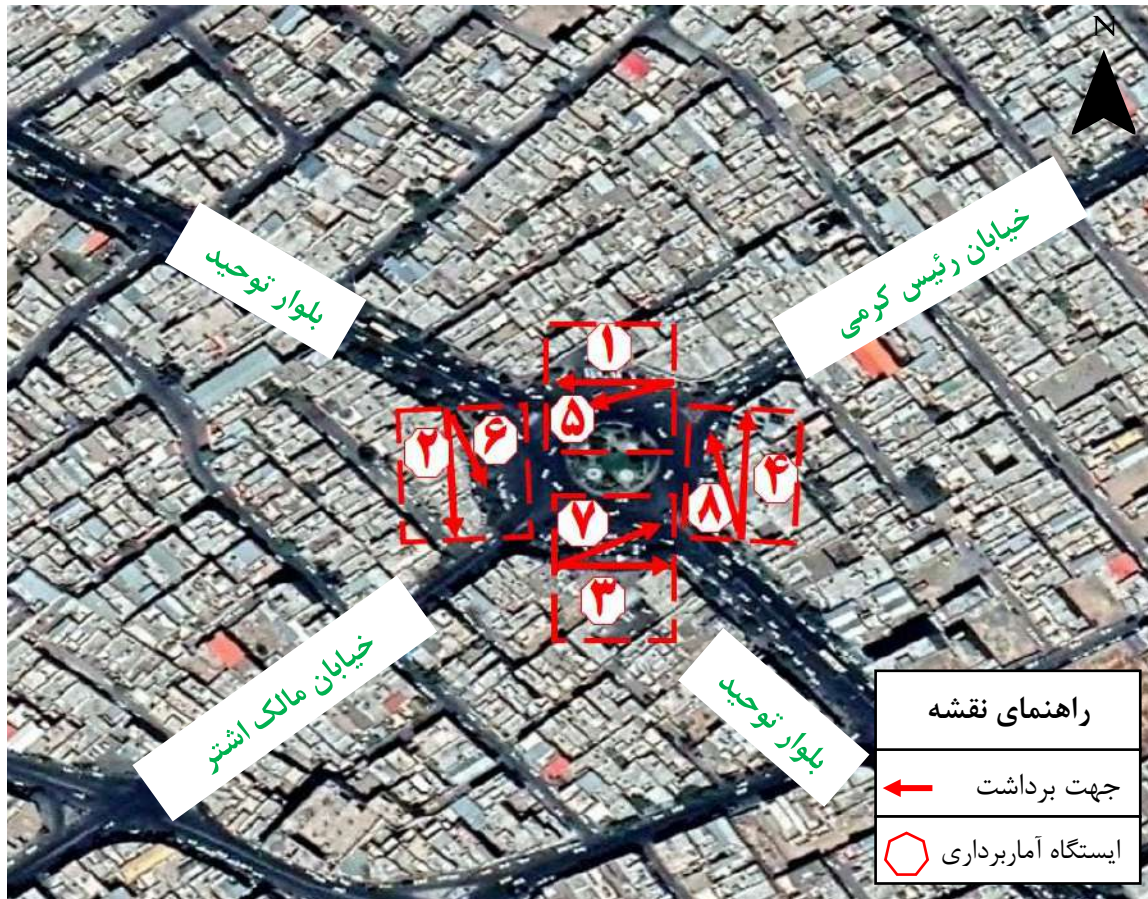 N
خیابان رئیس کرمی
بلوار توحید
۱
۵
۲
۶
۸
۴
۷
۳
خیابان مالک اشتر
بلوار توحید
راهنمای نقشه
جهت برداشت
ایستگاه آماربرداری